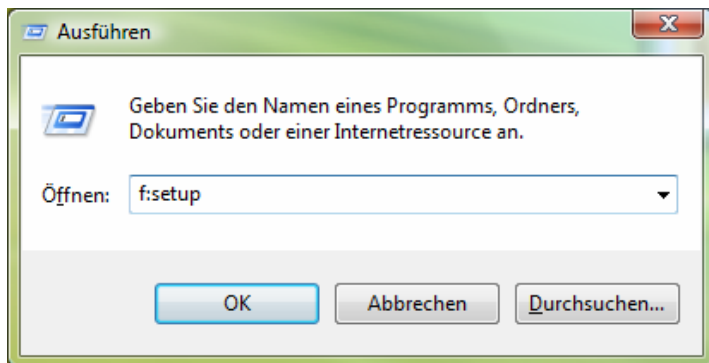 Ausführen
Geben Sie den Namen eines Programms, Ordners,
Dokuments oder einer Internetressource an.
Öffnen: f:setup
OK Abbrechen Durchsuchen...